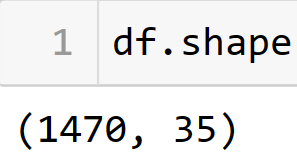 1 df.shape
(1470, 35)